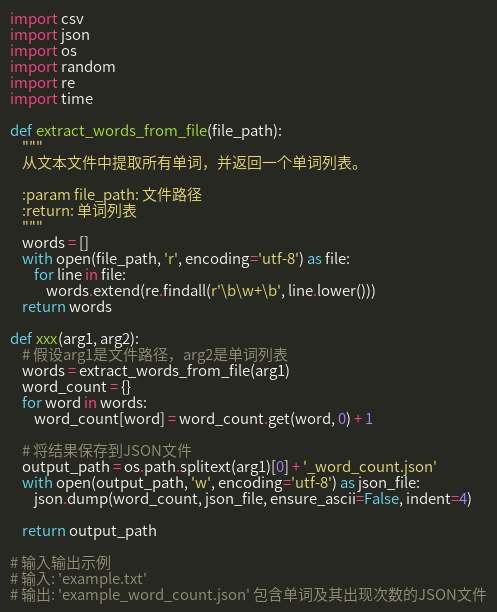 import csv
import json
import os
import random
import re
import time

def extract_words_from_file(file_path):
    """
    从文本文件中提取所有单词，并返回一个单词列表。

    :param file_path: 文件路径
    :return: 单词列表
    """
    words = []
    with open(file_path, 'r', encoding='utf-8') as file:
        for line in file:
            words.extend(re.findall(r'\b\w+\b', line.lower()))
    return words

def xxx(arg1, arg2):
    # 假设arg1是文件路径，arg2是单词列表
    words = extract_words_from_file(arg1)
    word_count = {}
    for word in words:
        word_count[word] = word_count.get(word, 0) + 1

    # 将结果保存到JSON文件
    output_path = os.path.splitext(arg1)[0] + '_word_count.json'
    with open(output_path, 'w', encoding='utf-8') as json_file:
        json.dump(word_count, json_file, ensure_ascii=False, indent=4)

    return output_path

# 输入输出示例
# 输入: 'example.txt'
# 输出: 'example_word_count.json' 包含单词及其出现次数的JSON文件